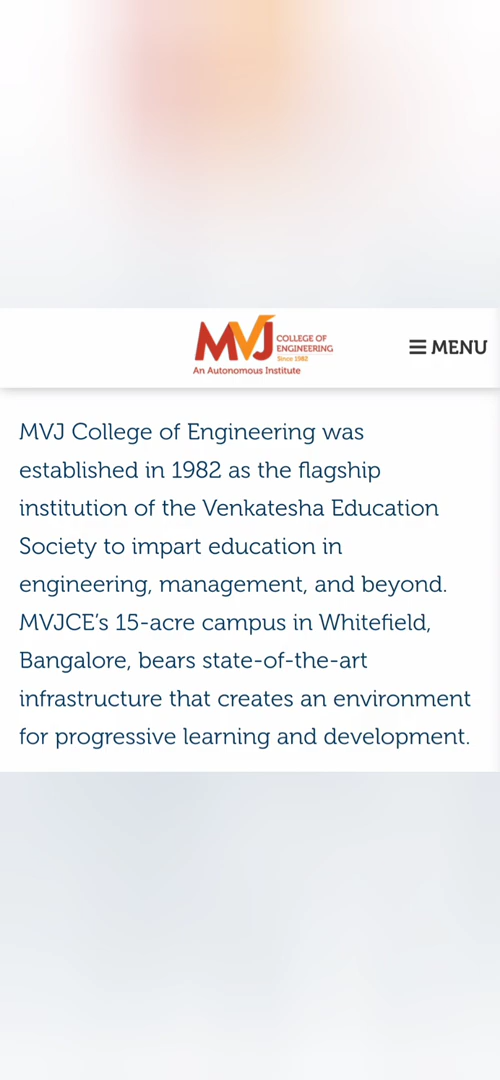 MVJ
COLLEGE OF
ENGINEERING
Since 1982
An Autonomous Institute
MENU
MVJ College of Engineering was
established in 1982 as the flagship
institution of the Venkatesha Education
Society to impart education in
engineering, management, and beyond.
MVJCE’s 15-acre campus in Whitefield,
Bangalore, bears state-of-the-art
infrastructure that creates an environment
for progressive learning and development.